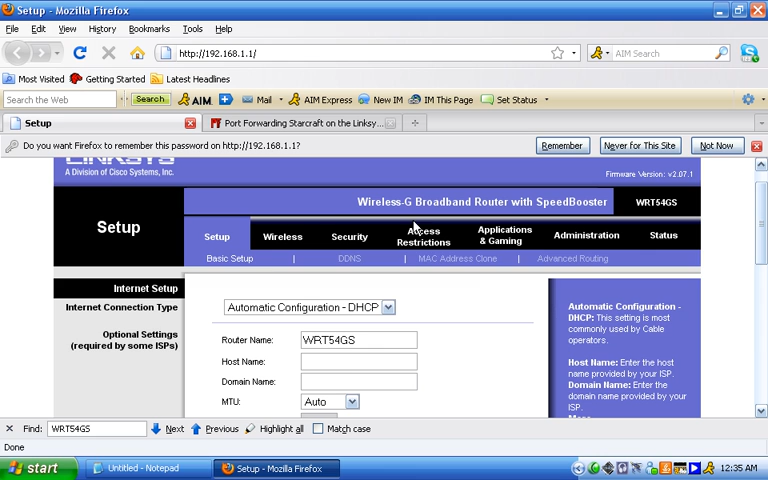 Setup - Mozilla Firefox
File Edit View History Bookmarks Tools Help
http://192.168.1.1/ AIM Search
Most Visited Getting Started Latest Headlines
Search the Web Search AIM Mail AIM Express New IM IM This Page Set Status
Setup Port Forwarding Starcraft on the Linksy...
Do you want Firefox to remember this password on http://192.168.1.1? Remember Never for This Site Not Now
LINKSYS
A Division of Cisco Systems, Inc. Firmware Version: v2.07.1
Wireless-G Broadband Router with SpeedBooster WRT54GS
Setup
Setup Wireless Security Access Restrictions Applications & Gaming Administration Status
Basic Setup | DDNS | MAC Address Clone | Advanced Routing
Internet Setup
Internet Connection Type
Automatic Configuration - DHCP
Optional Settings
(required by some ISPs)
Router Name: WRT54GS
Host Name:
Domain Name:
MTU: Auto
Automatic Configuration -
DHCP: This setting is most
commonly used by Cable
operators.
Host Name: Enter the host
name provided by your ISP.
Domain Name: Enter the
domain name provided by your
ISP.
Find: WRT54GS Next Previous Highlight all Match case
Done
start Untitled - Notepad Setup - Mozilla Firefox 12:35 AM